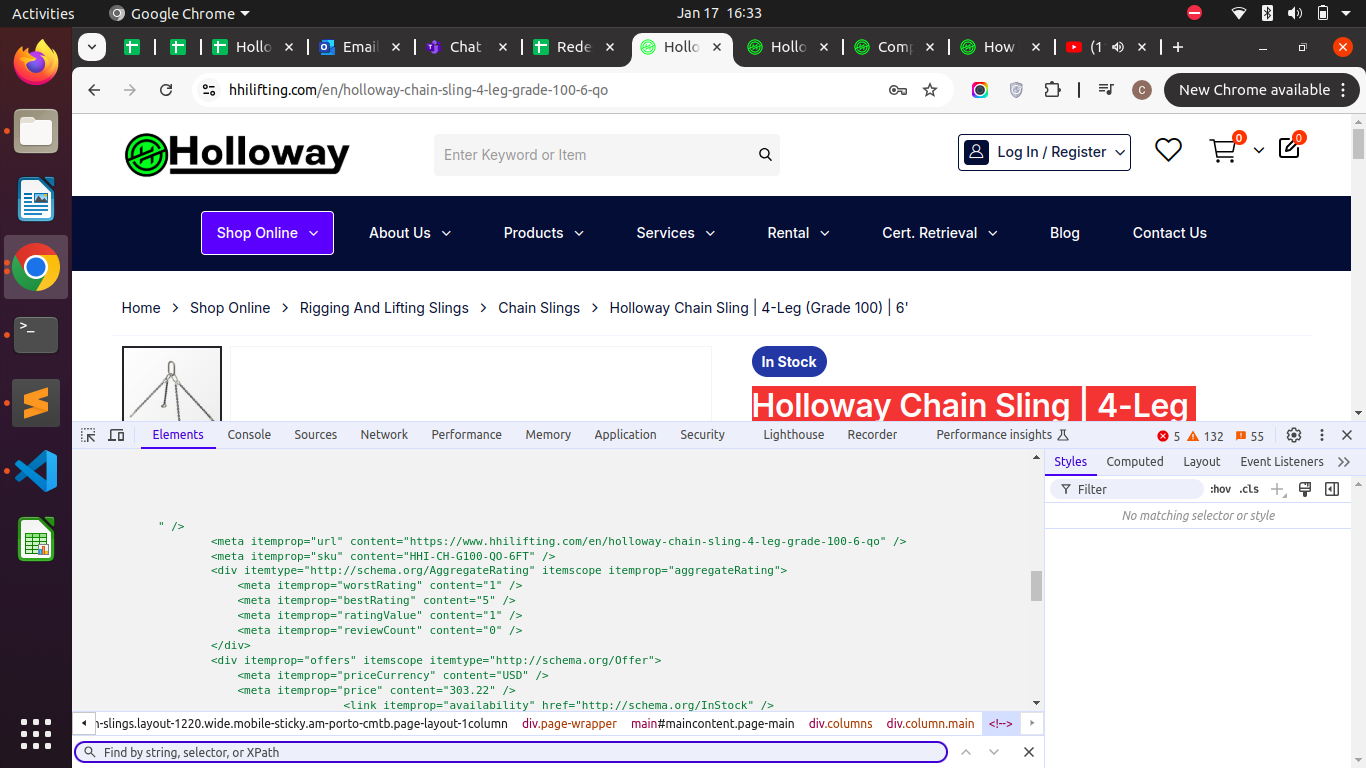 Activities
Google Chrome
Jan 17 16:33
Hollo
Email
Chat
Rede
Hollo
Hollo
Comp
How
(1
hhilifting.com/en/holloway-chain-sling-4-leg-grade-100-6-qo
C
New Chrome available
Holloway
Enter Keyword or Item
Log In / Register
0
0
Shop Online
About Us
Products
Services
Rental
Cert. Retrieval
Blog
Contact Us
Home > Shop Online > Rigging And Lifting Slings > Chain Slings > Holloway Chain Sling | 4-Leg (Grade 100) | 6'
In Stock
Holloway Chain Sling | 4-Leg
Elements
Console
Sources
Network
Performance
Memory
Application
Security
Lighthouse
Recorder
Performance insights
5
132
55
Styles
Computed
Layout
Event Listeners
Filter
:hov
.cls
No matching selector or style
" />
<meta itemprop="url" content="https://www.hhilifting.com/en/holloway-chain-sling-4-leg-grade-100-6-qo" />
<meta itemprop="sku" content="HHI-CH-G100-QO-6FT" />
<div itemtype="http://schema.org/AggregateRating" itemscope itemprop="aggregateRating">
<meta itemprop="worstRating" content="1" />
<meta itemprop="bestRating" content="5" />
<meta itemprop="ratingValue" content="1" />
<meta itemprop="reviewCount" content="0" />
</div>
<div itemprop="offers" itemscope itemtype="http://schema.org/Offer">
<meta itemprop="priceCurrency" content="USD" />
<meta itemprop="price" content="303.22" />
<link itemprop="availability" href="http://schema.org/InStock" />
n-slings.layout-1220.wide.mobile-sticky.am-porto-cmtb.page-layout-1column
div.page-wrapper
main#maincontent.page-main
div.columns
div.column.main
<!-->
Find by string, selector, or XPath